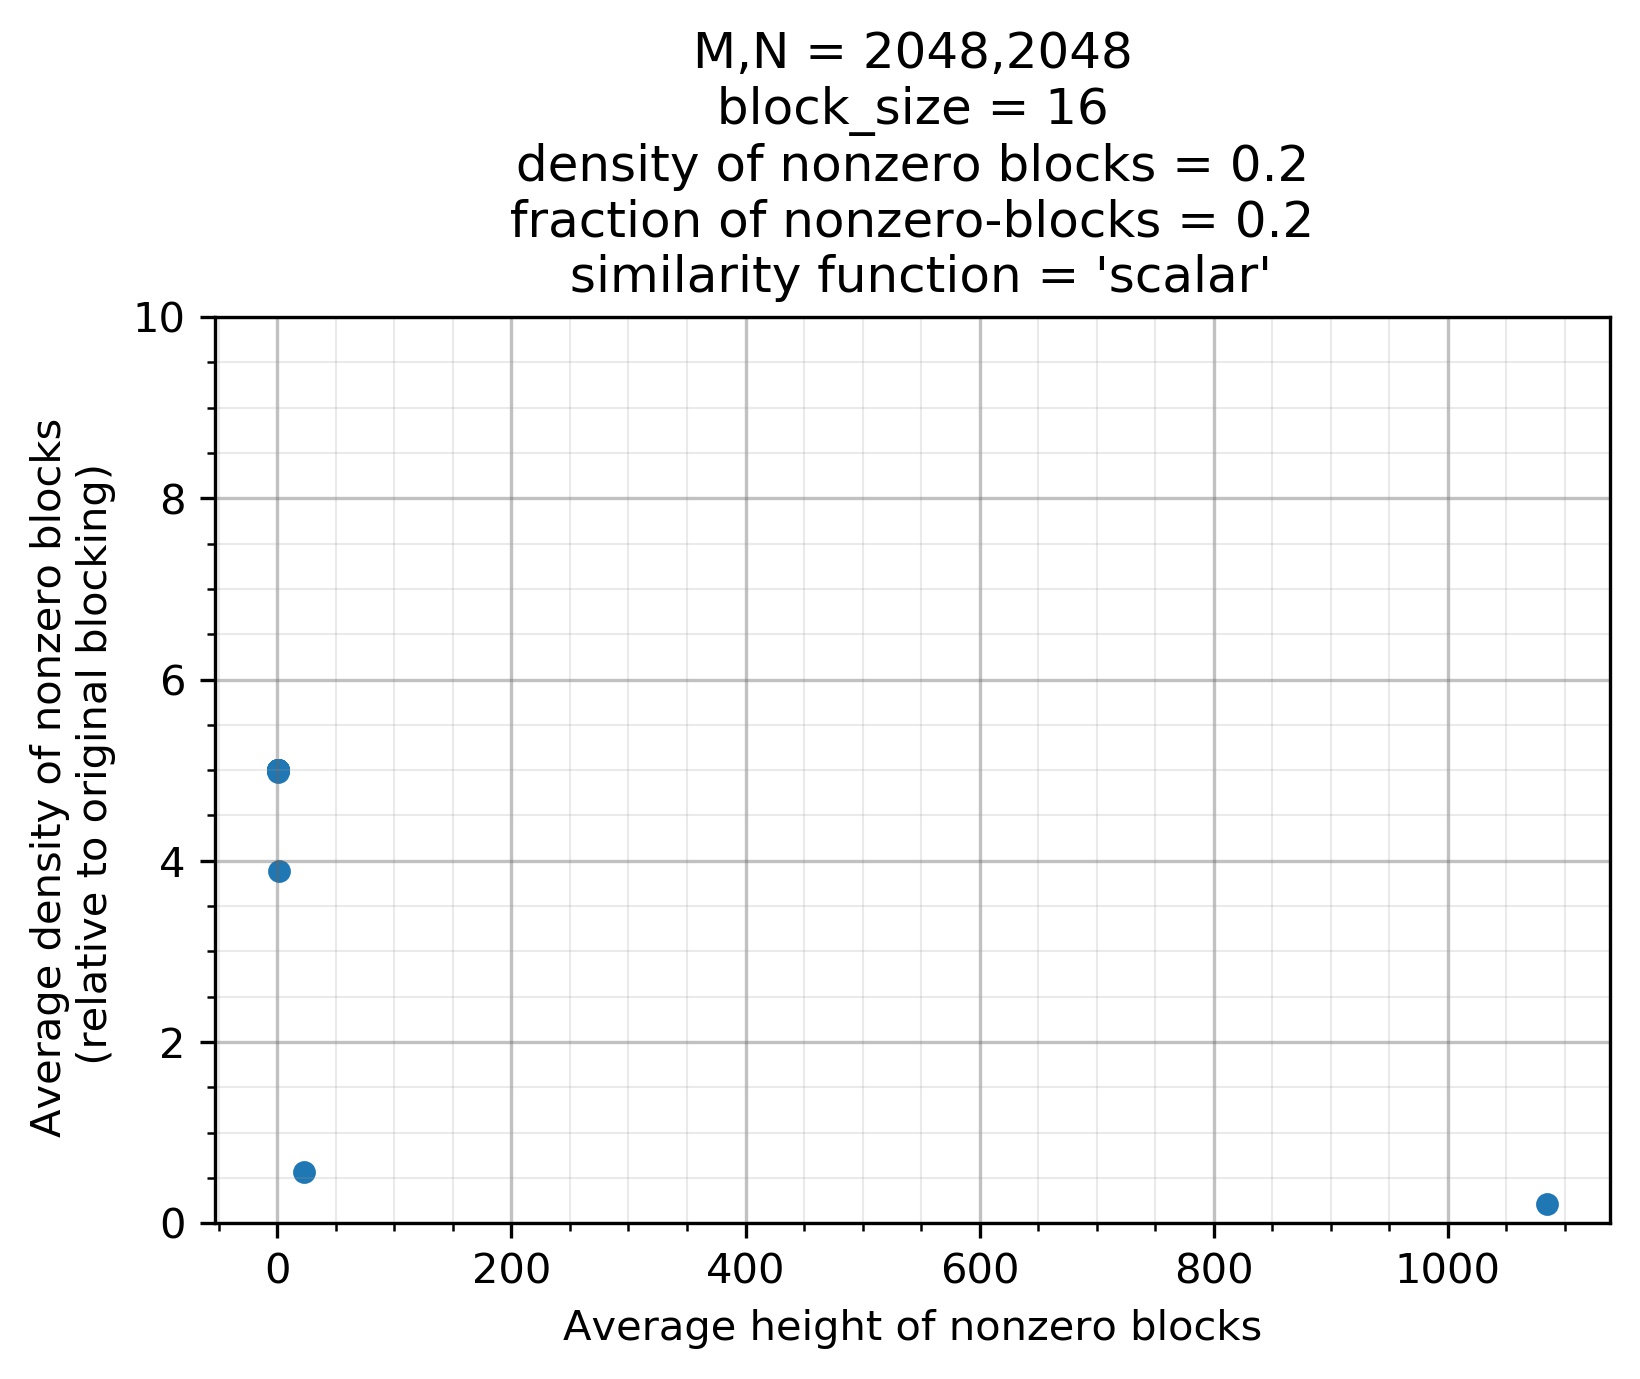 M,N = 2048,2048
block_size = 16
density of nonzero blocks = 0.2
fraction of nonzero-blocks = 0.2
similarity function = 'scalar'
Average density of nonzero blocks
(relative to original blocking)
10
8
6
4
2
0
0 200 400 600 800 1000
Average height of nonzero blocks